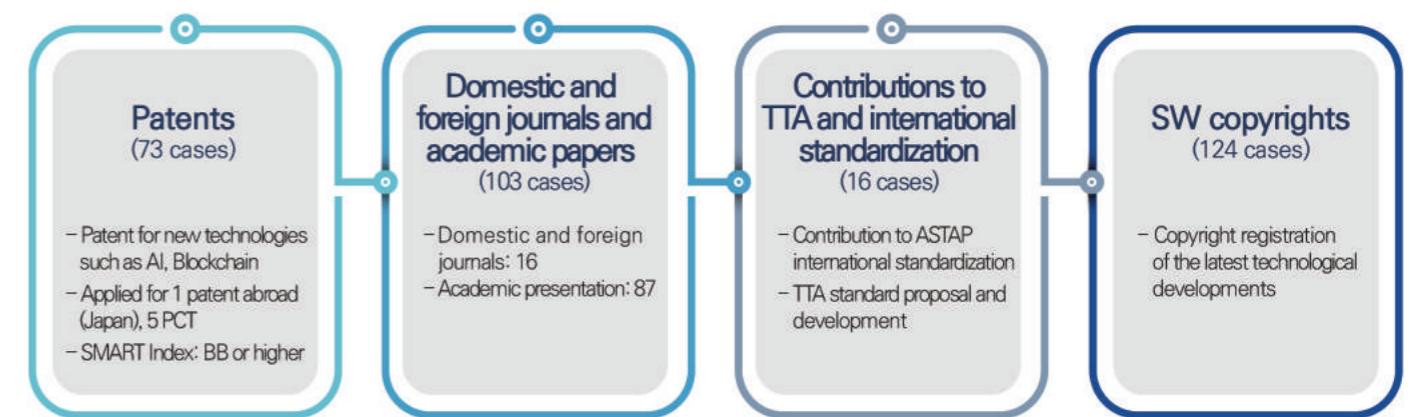 Patents
(73 cases)
– Patent for new technologies
such as AI, Blockchain
– Applied for 1 patent abroad
(Japan), 5 PCT
– SMART Index: BB or higher
Domestic and
foreign journals and
academic papers
(103 cases)
– Domestic and foreign
journals: 16
– Academic presentation: 87
Contributions to
TTA and international
standardization
(16 cases)
– Contribution to ASTAP
international standardization
– TTA standard proposal and
development
SW copyrights
(124 cases)
– Copyright registration
of the latest technological
developments